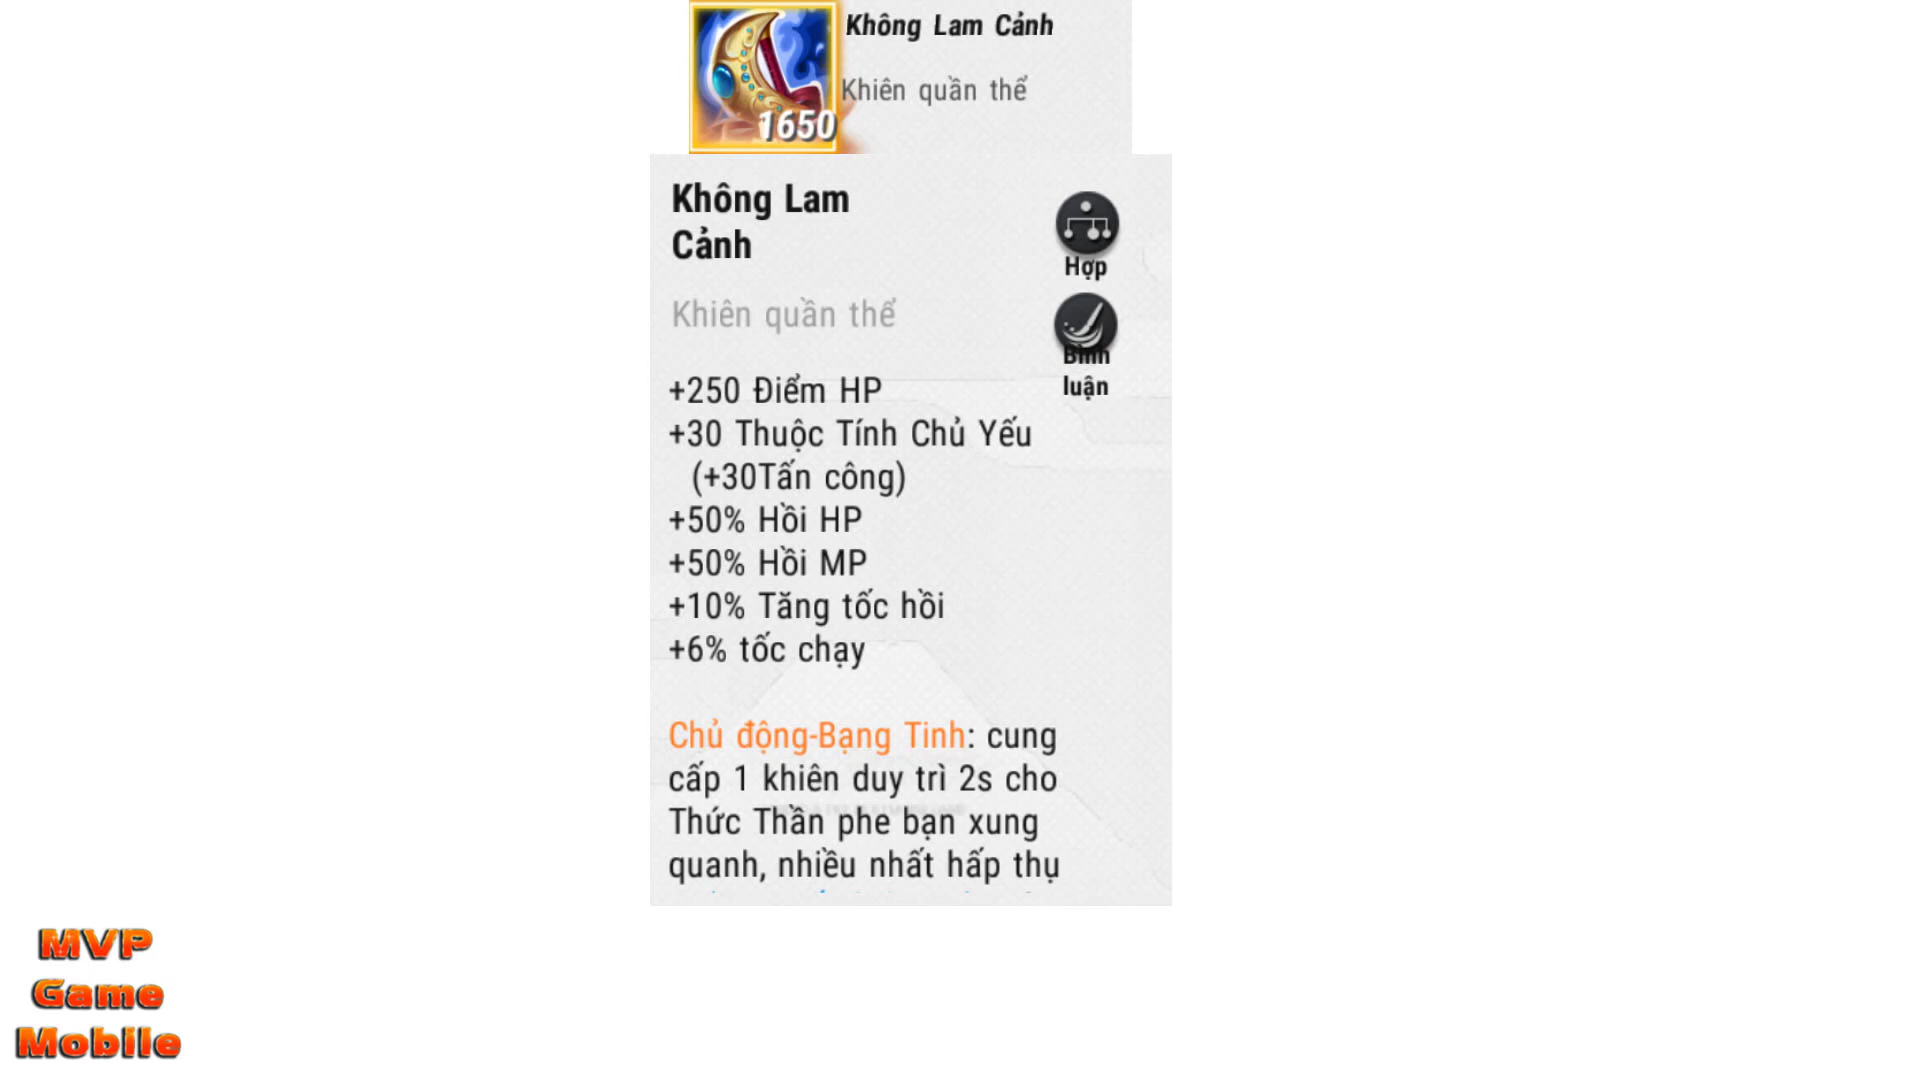 Không Lam Cảnh
Khiên quần thể
1650
Không Lam
Cảnh
Hợp
Khiên quần thể
Bình
luận
+250 Điểm HP
+30 Thuộc Tính Chủ Yếu
(+30Tấn công)
+50% Hồi HP
+50% Hồi MP
+10% Tăng tốc hồi
+6% tốc chạy
Chủ động-Bạng Tinh: cung
cấp 1 khiên duy trì 2s cho
Thức Thần phe bạn xung
quanh, nhiều nhất hấp thụ
MVP
Game
Mobile